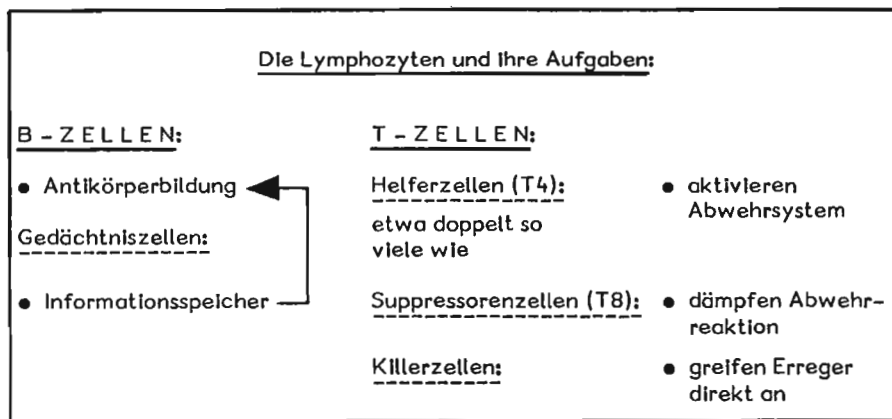 Die Lymphozyten und ihre Aufgaben:
B - ZELLEN:
• Antikörperbildung
Gedächtniszellen:
• Informationsspeicher
T - ZELLEN:
Helferzellen (T4):
etwa doppelt so
viele wie
• aktivieren
Abwehrsystem
Suppressorenzellen (T8):
• dämpfen Abwehr-
reaktion
Killerzellen:
• greifen Erreger
direkt an